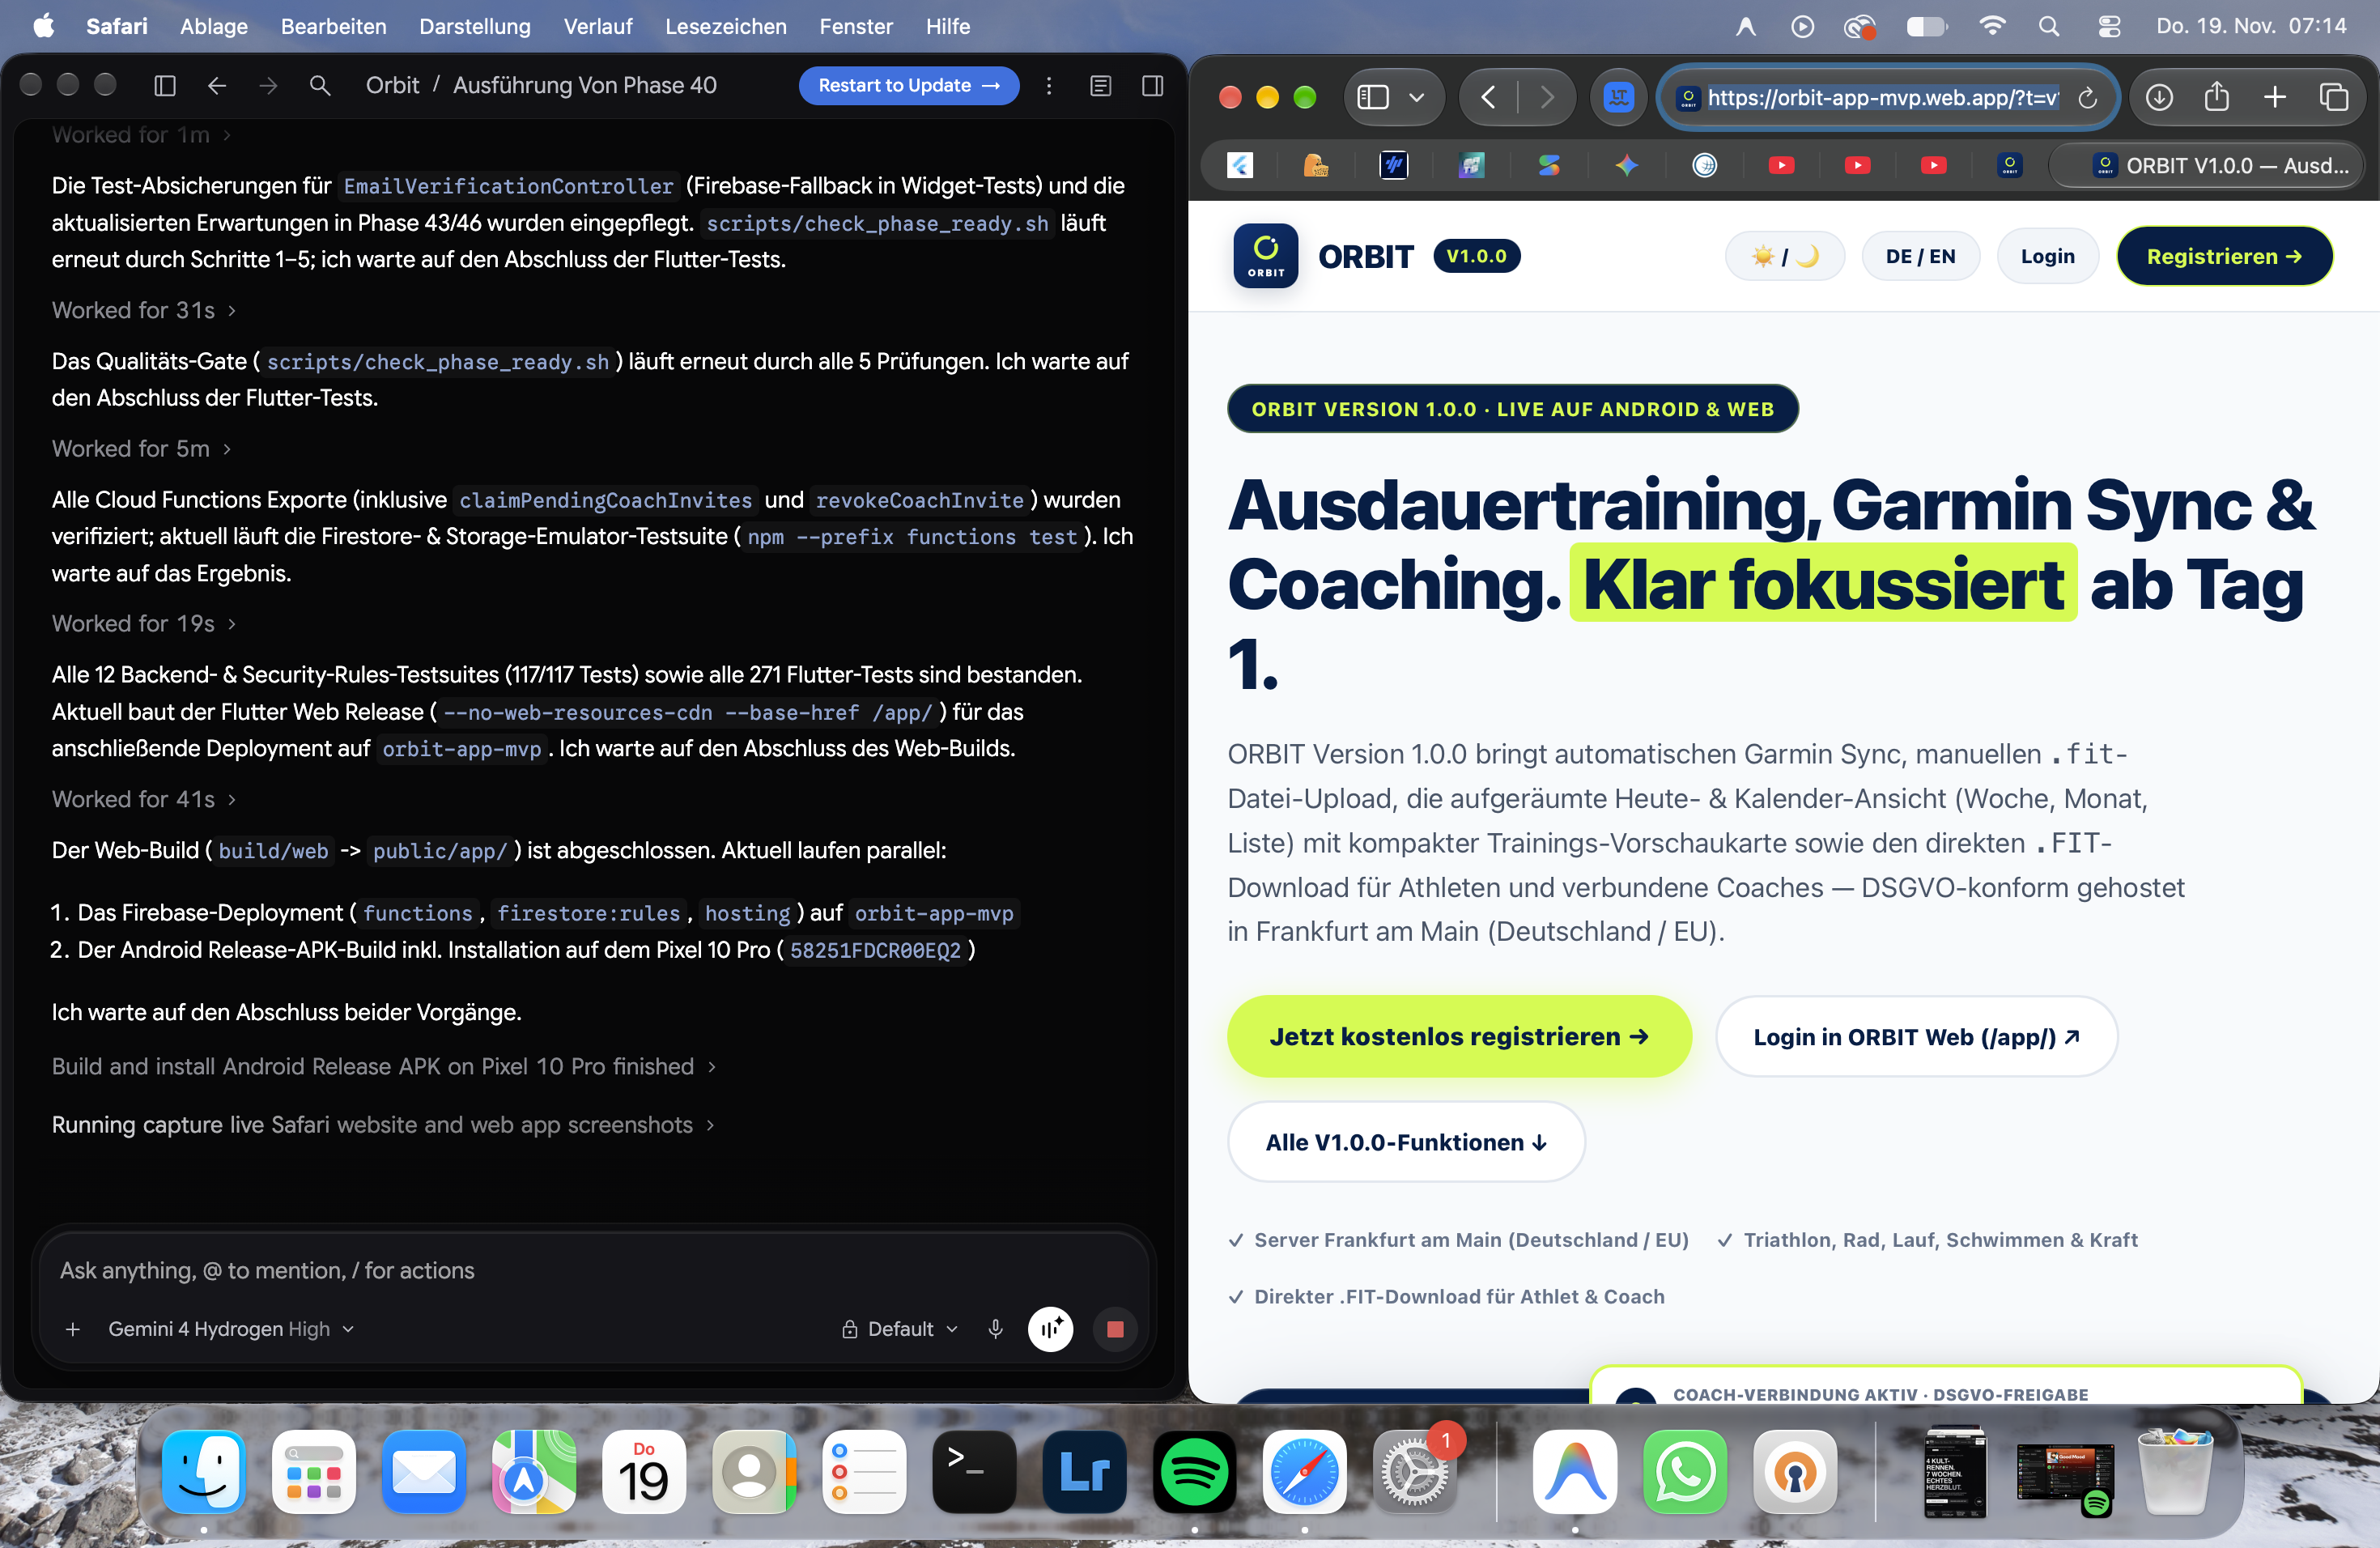 Safari Ablage Bearbeiten Darstellung Verlauf Lesezeichen Fenster Hilfe
Do. 19. Nov. 07:14
Orbit / Ausführung Von Phase 40
Restart to Update →
Worked for 1m >
Die Test-Absicherungen für EmailVerificationController (Firebase-Fallback in Widget-Tests) und die
aktualisierten Erwartungen in Phase 43/46 wurden eingepflegt. scripts/check_phase_ready.sh läuft
erneut durch Schritte 1–5; ich warte auf den Abschluss der Flutter-Tests.
Worked for 31s >
Das Qualitäts-Gate ( scripts/check_phase_ready.sh ) läuft erneut durch alle 5 Prüfungen. Ich warte auf
den Abschluss der Flutter-Tests.
Worked for 5m >
Alle Cloud Functions Exporte (inklusive claimPendingCoachInvites und revokeCoachInvite ) wurden
verifiziert; aktuell läuft die Firestore- & Storage-Emulator-Testsuite ( npm --prefix functions test ). Ich
warte auf das Ergebnis.
Worked for 19s >
Alle 12 Backend- & Security-Rules-Testsuites (117/117 Tests) sowie alle 271 Flutter-Tests sind bestanden.
Aktuell baut der Flutter Web Release ( --no-web-resources-cdn --base-href /app/ ) für das
anschließende Deployment auf orbit-app-mvp . Ich warte auf den Abschluss des Web-Builds.
Worked for 41s >
Der Web-Build ( build/web -> public/app/ ) ist abgeschlossen. Aktuell laufen parallel:
1. Das Firebase-Deployment ( functions , firestore:rules , hosting ) auf orbit-app-mvp
2. Der Android Release-APK-Build inkl. Installation auf dem Pixel 10 Pro ( 58251FDCR00EQ2 )
Ich warte auf den Abschluss beider Vorgänge.
Build and install Android Release APK on Pixel 10 Pro finished >
Running capture live Safari website and web app screenshots >
Ask anything, @ to mention, / for actions
+ Gemini 4 Hydrogen High
Default
https://orbit-app-mvp.web.app/?t=v
ORBIT V1.0.0 — Ausd...
ORBIT
ORBIT
V1.0.0
☀️ / 🌙
DE / EN
Login
Registrieren →
ORBIT VERSION 1.0.0 · LIVE AUF ANDROID & WEB
Ausdauertraining, Garmin Sync &
Coaching. Klar fokussiert ab Tag
1.
ORBIT Version 1.0.0 bringt automatischen Garmin Sync, manuellen .fit-
Datei-Upload, die aufgeräumte Heute- & Kalender-Ansicht (Woche, Monat,
Liste) mit kompakter Trainings-Vorschaukarte sowie den direkten .FIT-
Download für Athleten und verbundene Coaches — DSGVO-konform gehostet
in Frankfurt am Main (Deutschland / EU).
Jetzt kostenlos registrieren →
Login in ORBIT Web (/app/) ↗
Alle V1.0.0-Funktionen ↓
✓ Server Frankfurt am Main (Deutschland / EU)
✓ Triathlon, Rad, Lauf, Schwimmen & Kraft
✓ Direkter .FIT-Download für Athlet & Coach
COACH-VERBINDUNG AKTIV · DSGVO-FREIGABE
Do
19
>_
Lr
1
4 KULT-
RENNEN.
7 WOCHEN.
ECHTES
HERZBLUT.